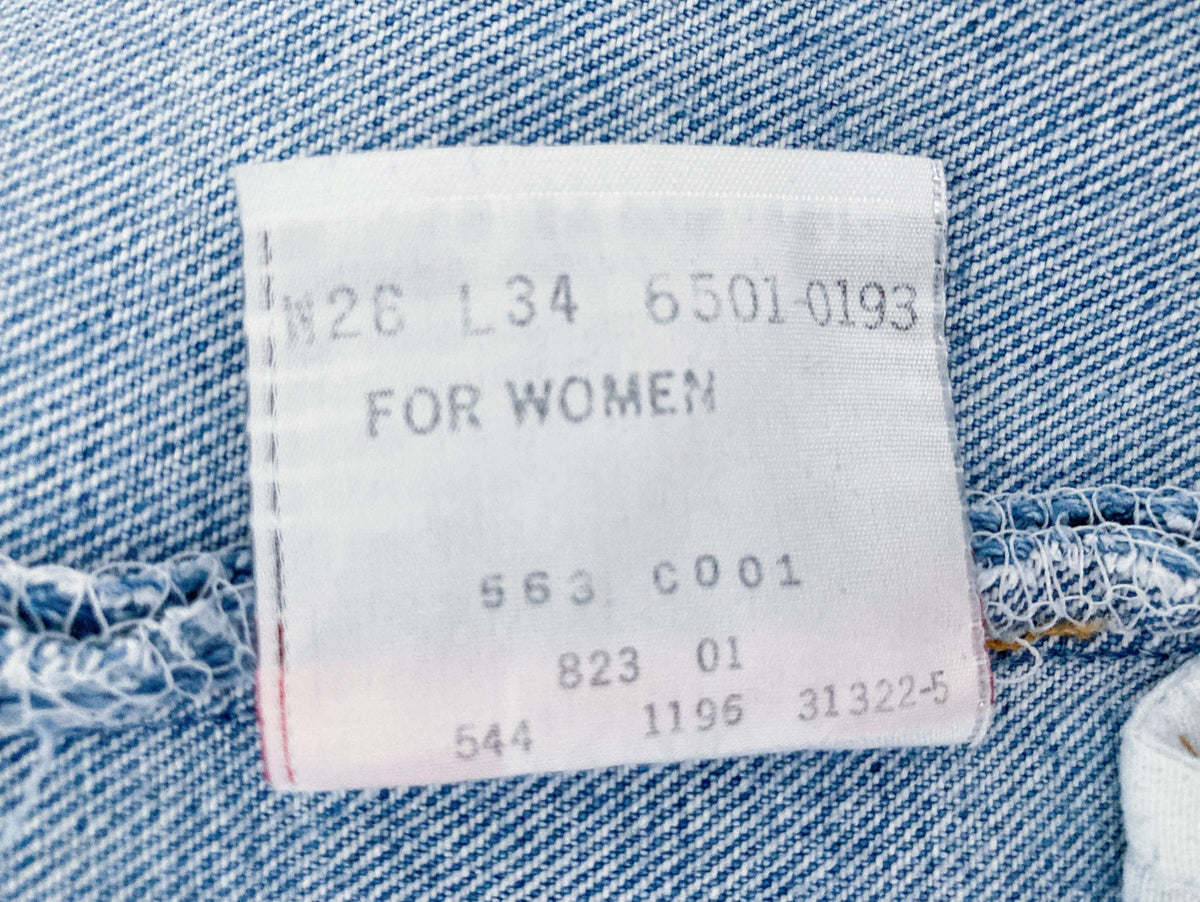 W26 L34 6501-0193
FOR WOMEN
563 C001
823 01
544 1196 31322-5